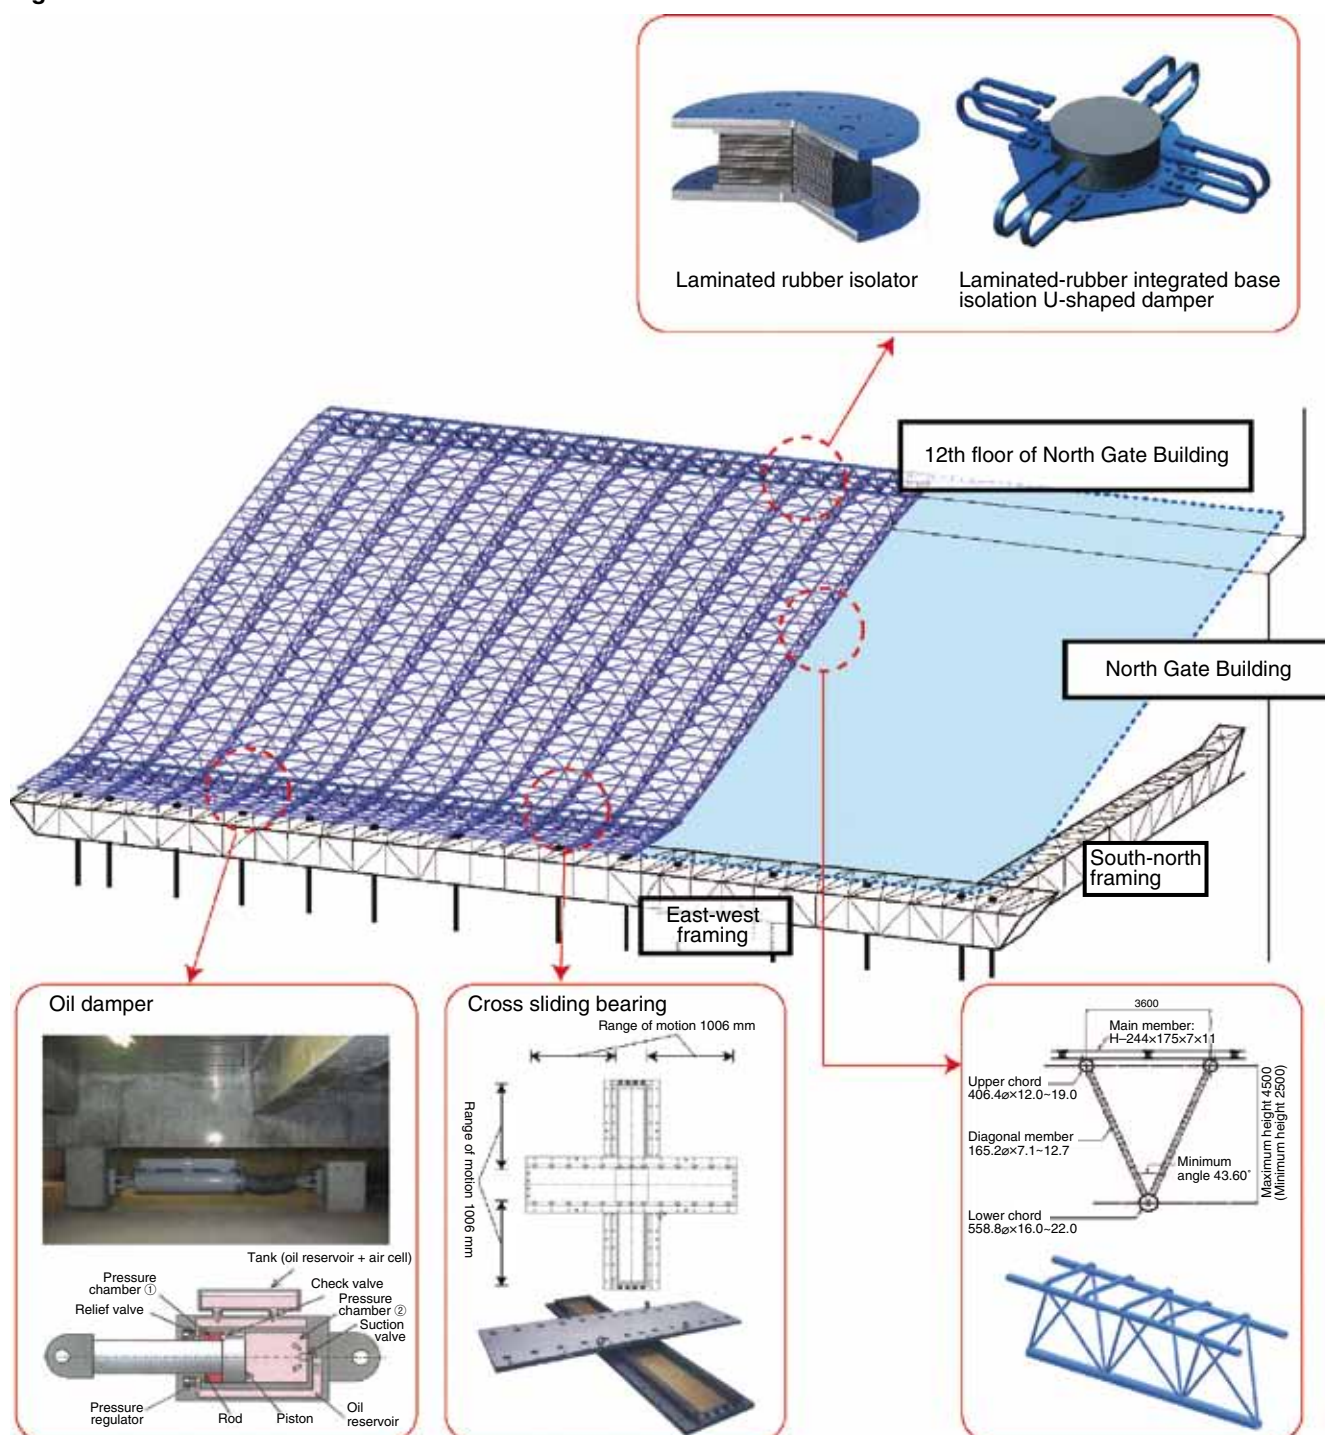 Laminated rubber isolator
Laminated-rubber integrated base
isolation U-shaped damper
12th floor of North Gate Building
North Gate Building
South-north
framing
East-west
framing
Oil damper
Tank (oil reservoir + air cell)
Pressure
chamber ①
Check valve
Relief valve
Pressure
chamber ②
Suction
valve
Pressure
regulator
Rod
Piston
Oil
reservoir
Cross sliding bearing
Range of motion 1006 mm
Range of motion 1006 mm
3600
Main member:
H–244×175×7×11
Upper chord
406.4ø×12.0~19.0
Diagonal member
165.2ø×7.1~12.7
Minimum
angle 43.60°
Maximum height 4500
(Minimum height 2500)
Lower chord
558.8ø×16.0~22.0